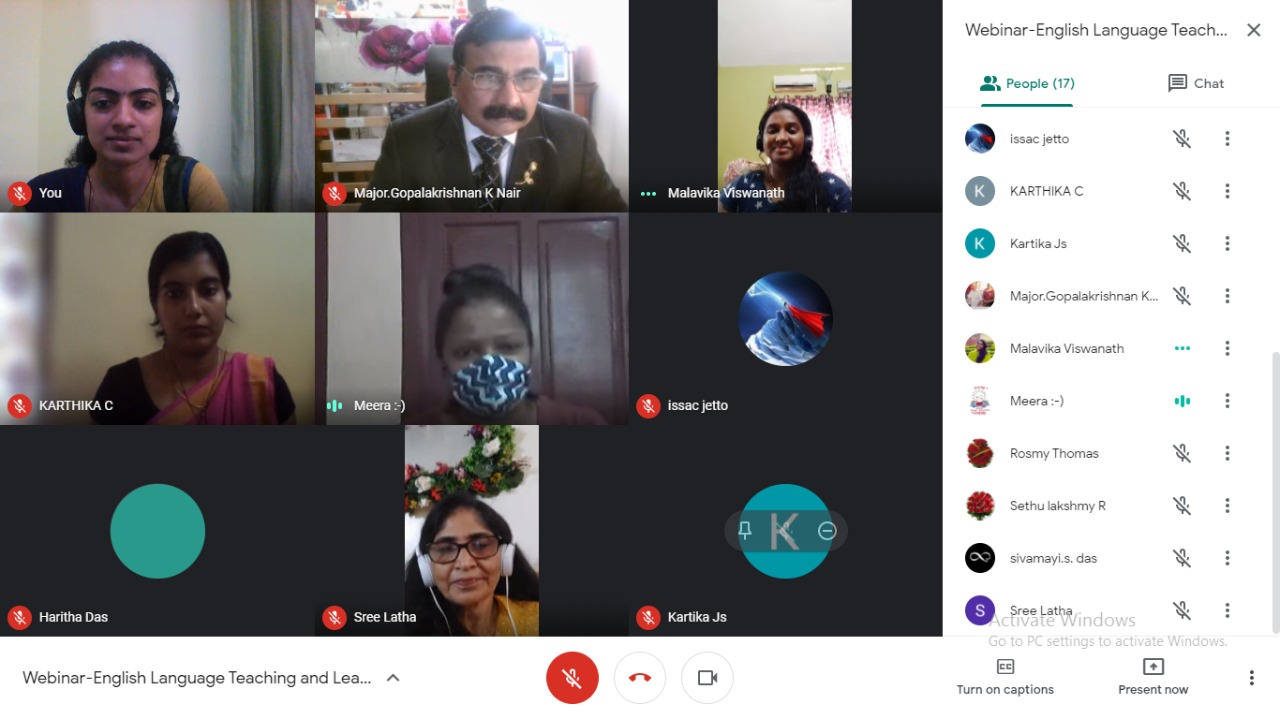 You
Major.Gopalakrishnan K Nair
Malavika Viswanath
KARTHIKA C
Meera :-)
issac jetto
Haritha Das
Sree Latha
K
Kartika Js
Webinar-English Language Teach...
People (17)
Chat
issac jetto
K
KARTHIKA C
K
Kartika Js
Major.Gopalakrishnan K...
Malavika Viswanath
Meera :-)
Rosmy Thomas
Sethu lakshmy R
sivamayi.s. das
S
Sree Latha
Activate Windows
Go to PC settings to activate Windows.
Webinar-English Language Teaching and Lea...
CC
Turn on captions
Present now